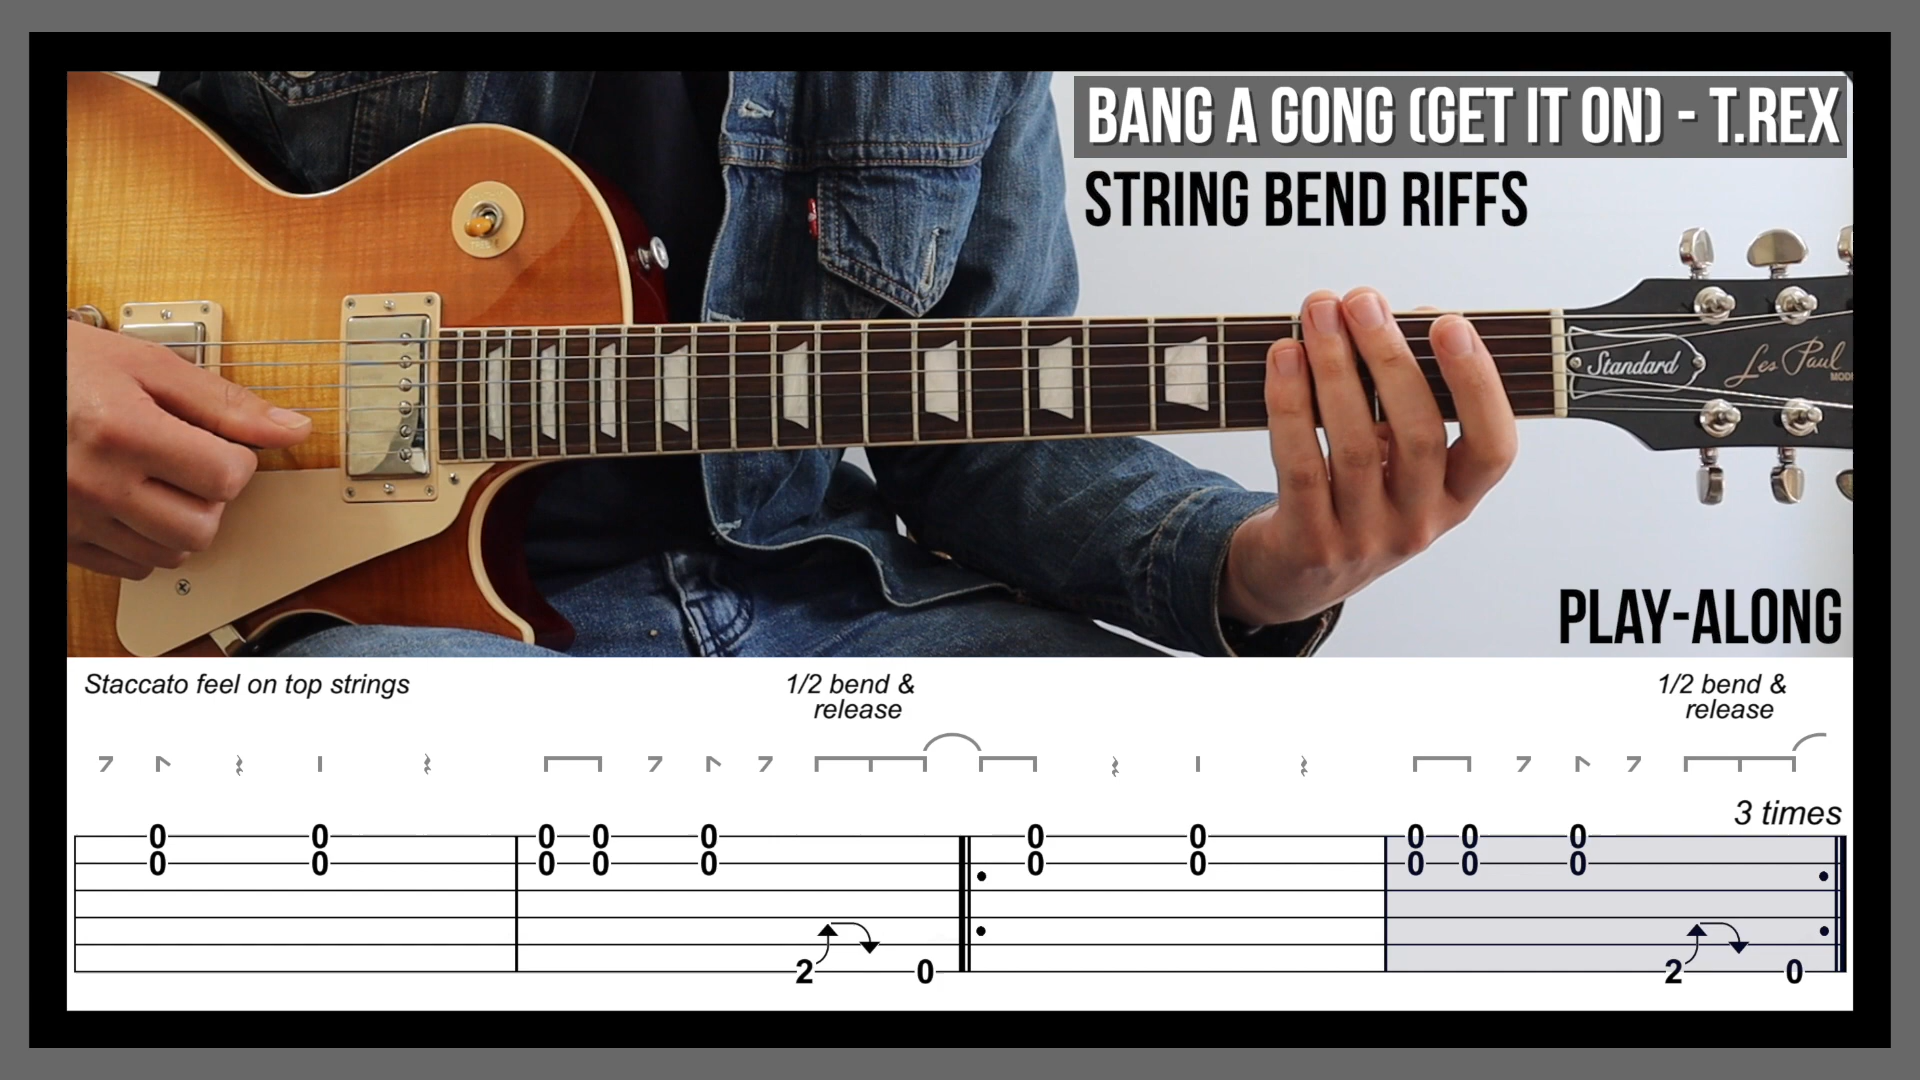 BANG A GONG (GET IT ON) - T.REX
STRING BEND RIFFS
Standard
Les Paul
PLAY-ALONG
Staccato feel on top strings
1/2 bend &
release
1/2 bend &
release
3 times
0 0 0 0 0 0 0 0 0 0
0 0 0 0 0 0 0 0 0 0
2 0 2 0